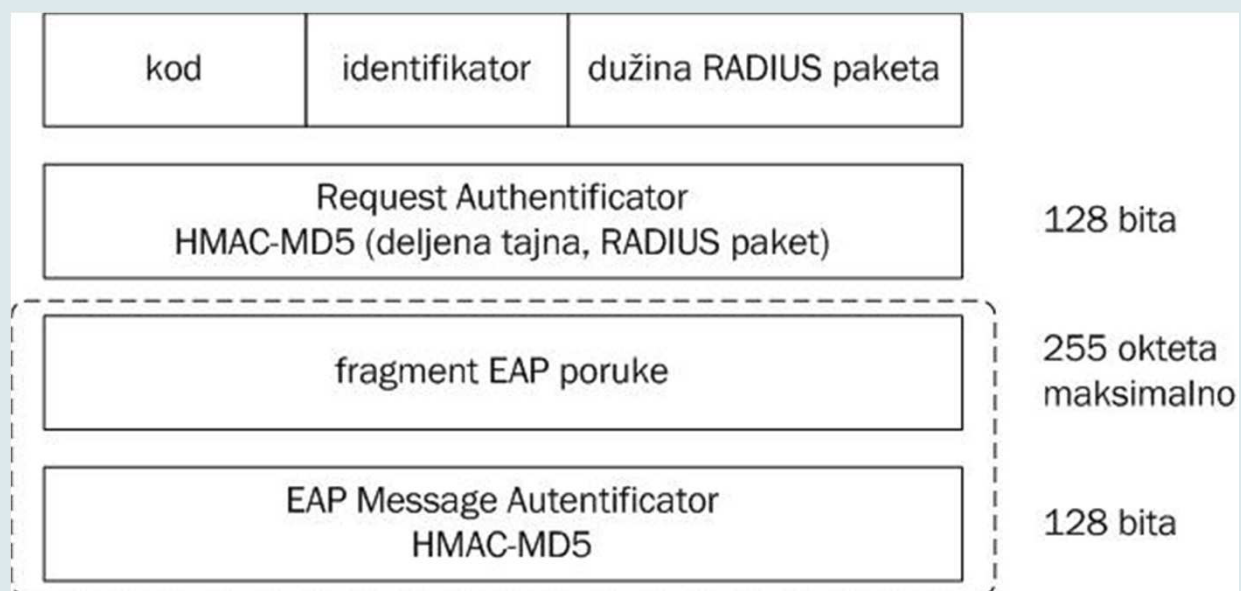 kod identifikator dužina RADIUS paketa
Request Authentificator
HMAC-MD5 (deljena tajna, RADIUS paket)
128 bita
fragment EAP poruke
255 okteta
maksimalno
EAP Message Autentificator
HMAC-MD5
128 bita